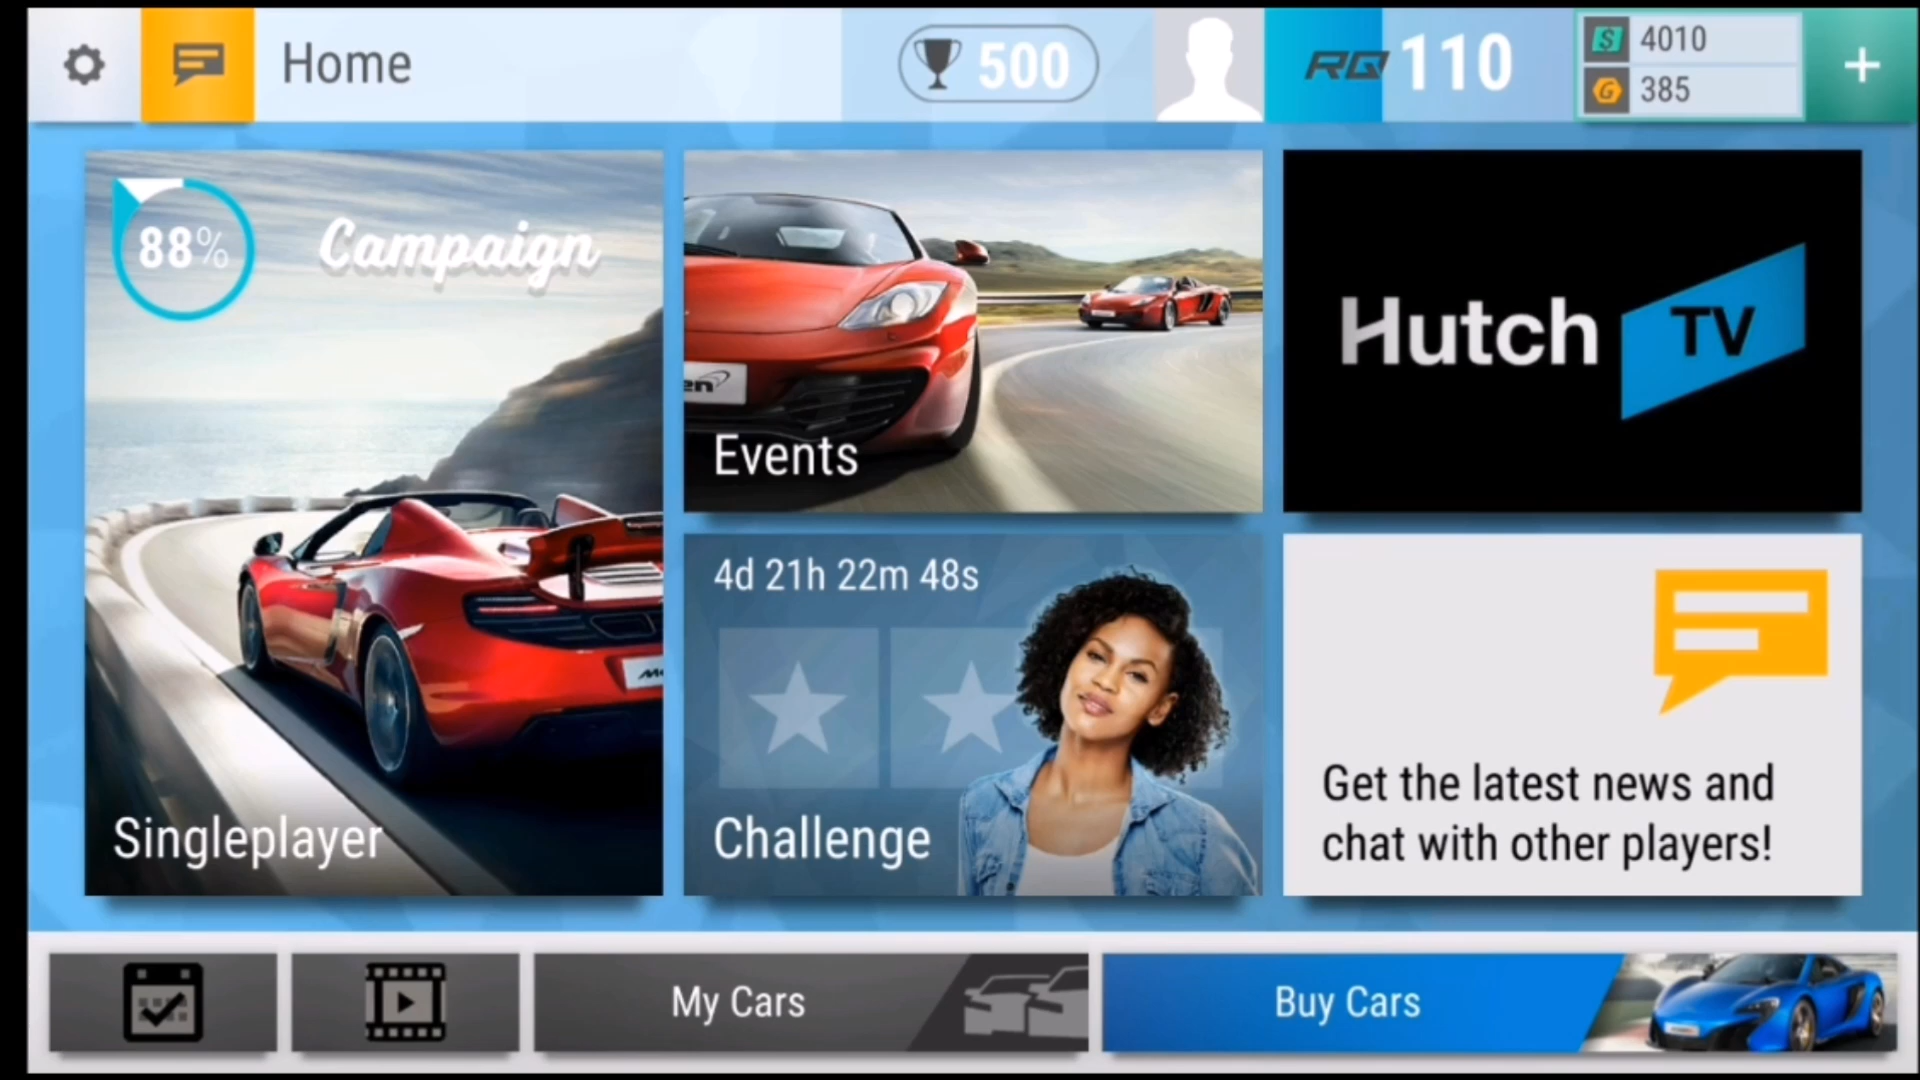 Home
500
RQ 110
4010
385
88%
Campaign
Singleplayer
en
Events
Hutch TV
4d 21h 22m 48s
Challenge
Get the latest news and
chat with other players!
My Cars
Buy Cars